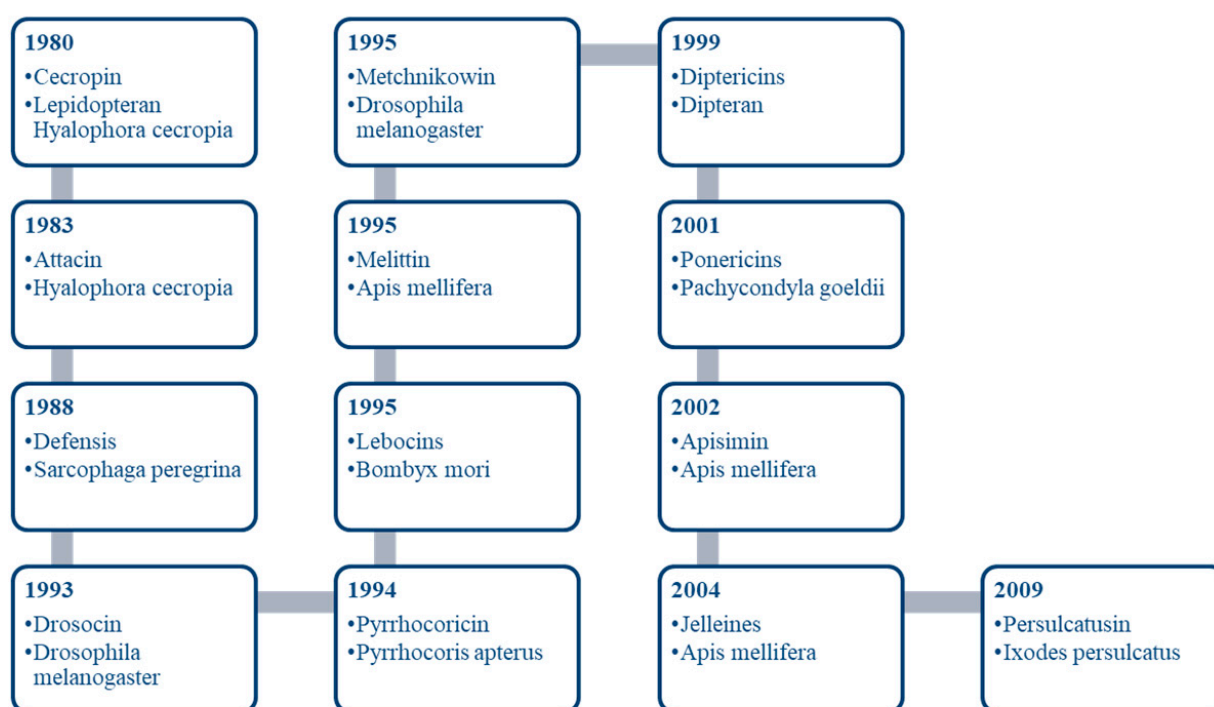 1980
•Cecropin
•Lepidopteran
Hyalophora cecropia
1983
•Attacin
•Hyalophora cecropia
1988
•Defensis
•Sarcophaga peregrina
1993
•Drosocin
•Drosophila
melanogaster
1994
•Pyrrhocoricin
•Pyrrhocoris apterus
1995
•Lebocins
•Bombyx mori
1995
•Melittin
•Apis mellifera
1995
•Metchnikowin
•Drosophila
melanogaster
1999
•Diptericins
•Dipteran
2001
•Ponericins
•Pachycondyla goeldii
2002
•Apisimin
•Apis mellifera
2004
•Jelleines
•Apis mellifera
2009
•Persulcatusin
•Ixodes persulcatus